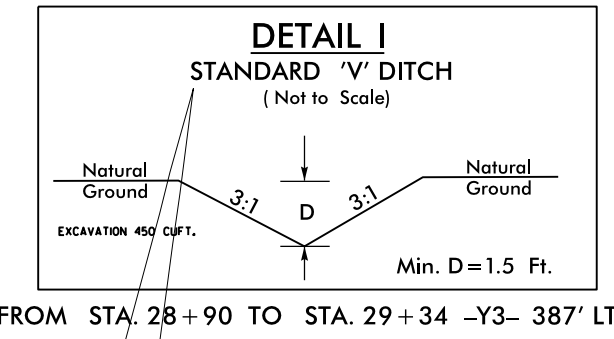 DETAIL I
STANDARD 'V' DITCH
( Not to Scale)
Natural
Ground
3:1
D
3:1
Natural
Ground
EXCAVATION 450 CUFT.
Min. D=1.5 Ft.
FROM STA. 28+90 TO STA. 29+34 -Y3- 387' LT